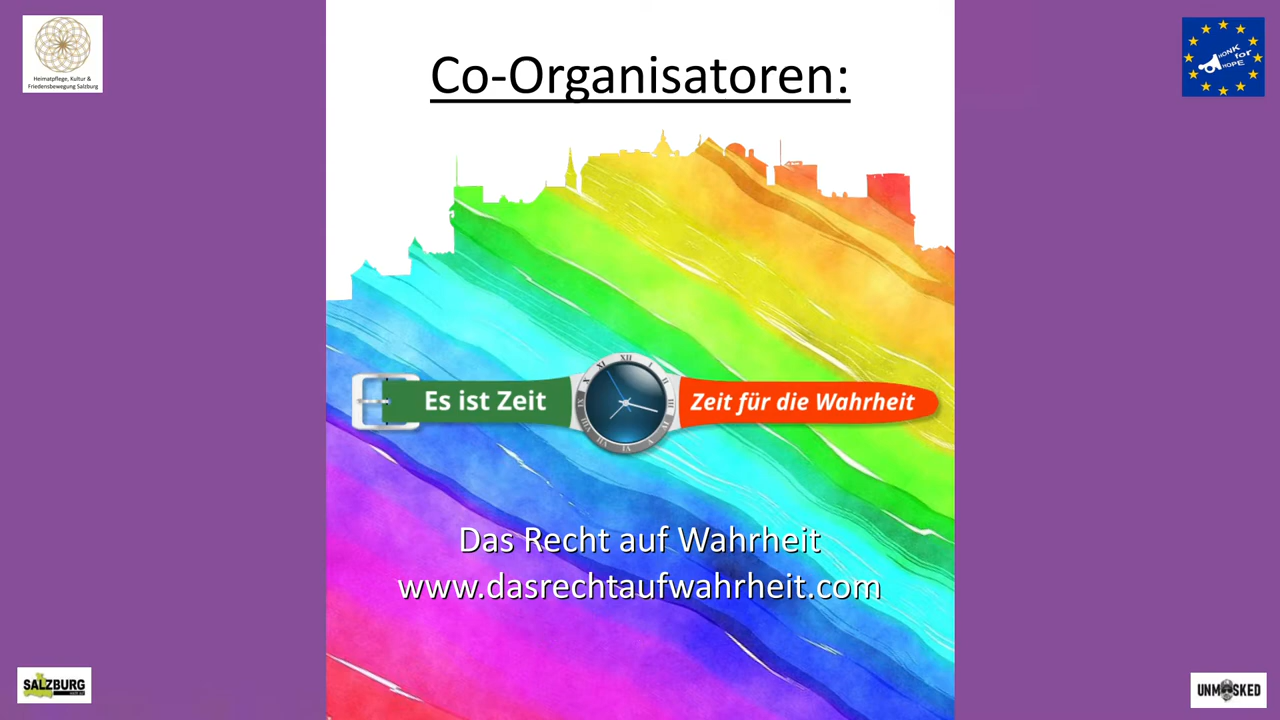 Heimatpflege, Kultur &
Friedensbewegung Salzburg
HONK
for
HOPE
Co-Organisatoren:
XII
Es ist Zeit
Zeit für die Wahrheit
Das Recht auf Wahrheit
www.dasrechtaufwahrheit.com
SALZBURG
UNMASKED